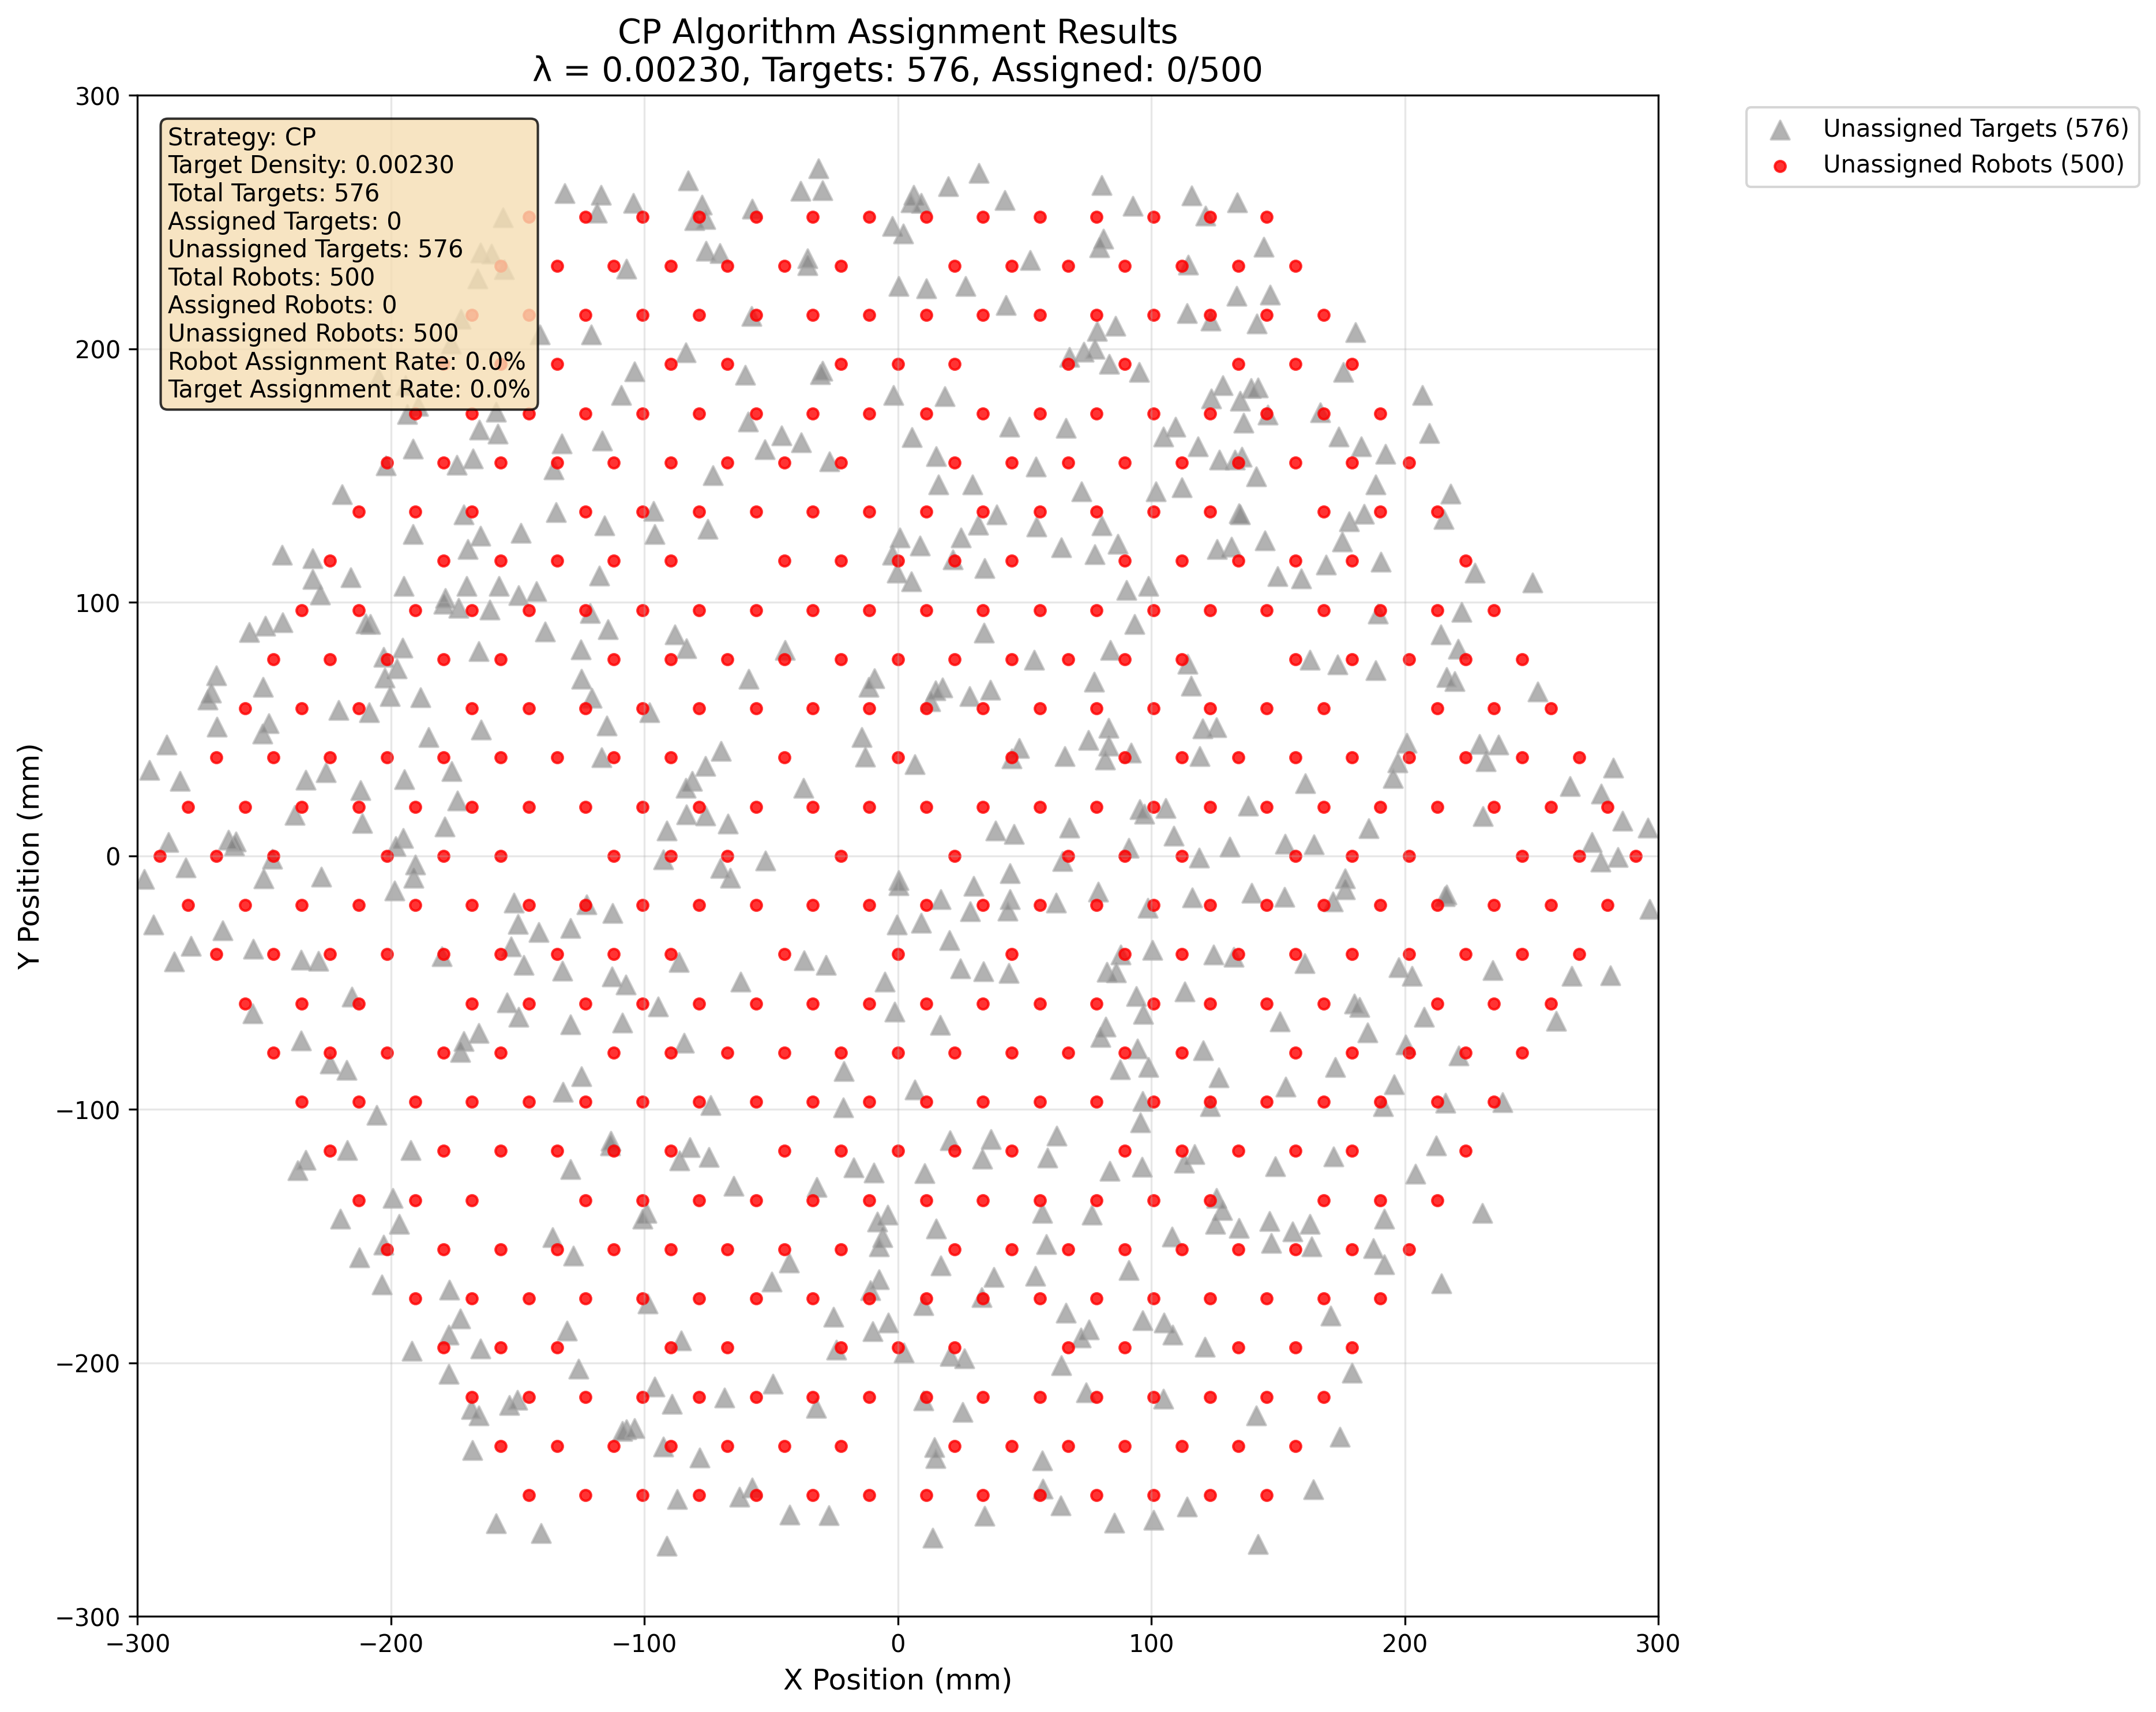 CP Algorithm Assignment Results
λ = 0.00230, Targets: 576, Assigned: 0/500
Strategy: CP
Target Density: 0.00230
Total Targets: 576
Assigned Targets: 0
Unassigned Targets: 576
Total Robots: 500
Assigned Robots: 0
Unassigned Robots: 500
Robot Assignment Rate: 0.0%
Target Assignment Rate: 0.0%
Unassigned Targets (576)
Unassigned Robots (500)
Y Position (mm)
300
200
100
0
−100
−200
−300
−300
−200
−100
0
100
200
300
X Position (mm)